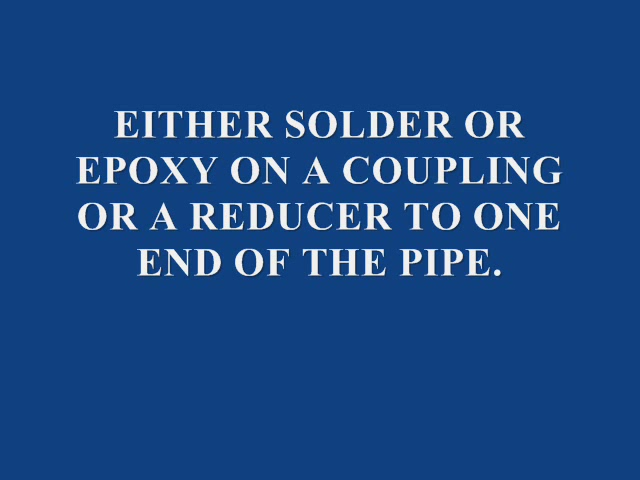 EITHER SOLDER OR
EPOXY ON A COUPLING
OR A REDUCER TO ONE
END OF THE PIPE.